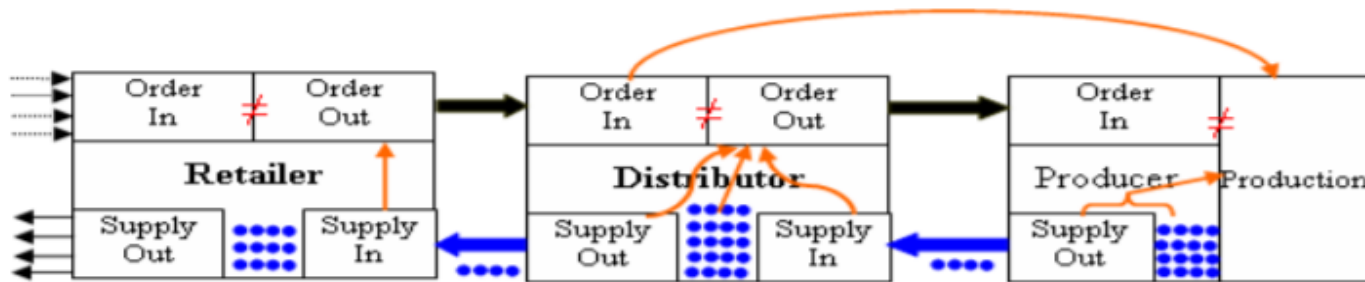 Order
In
≠
Order
Out
Retailer
Supply
Out
Supply
In
Order
In
≠
Order
Out
Distributor
Supply
Out
Supply
In
Order
In
≠
Producer
Production
Supply
Out